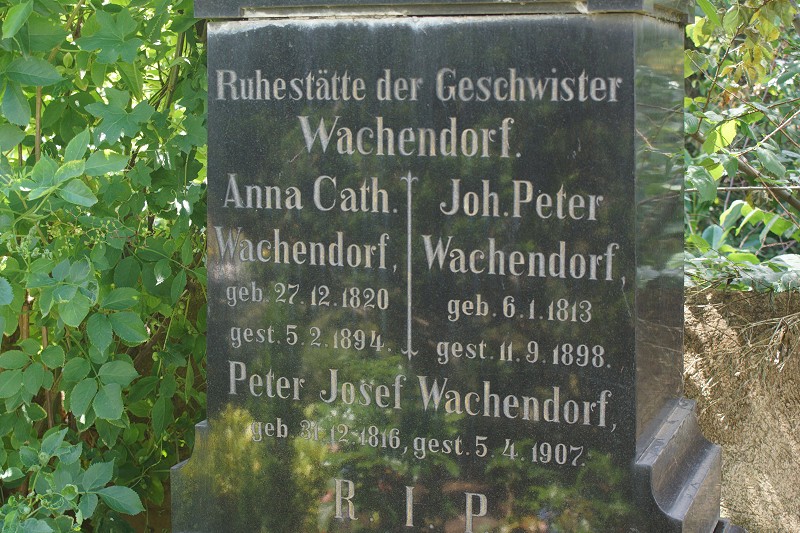 Ruhestätte der Geschwister
Wachendorf.
Anna Cath.
Wachendorf,
geb. 27.12.1820
gest. 5.2.1894.
Joh. Peter
Wachendorf,
geb. 6.1.1813
gest. 11.9.1898.
Peter Josef Wachendorf,
geb. 31.12.1816, gest. 5.4.1907.
R I P